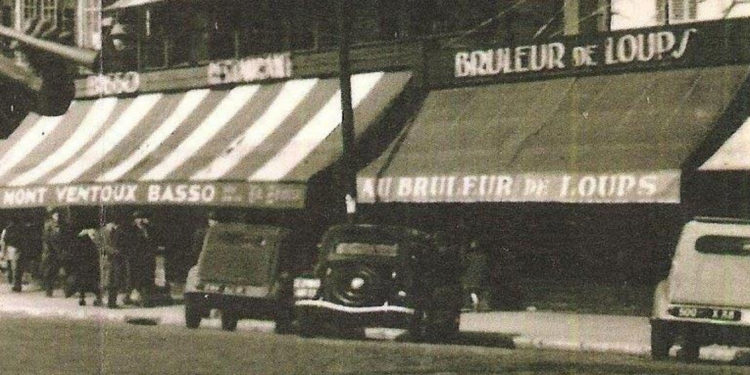 BASSO RESTAURANT
BRULEUR DE LOUPS
MONT VENTOUX BASSO
AU BRULEUR DE LOUPS